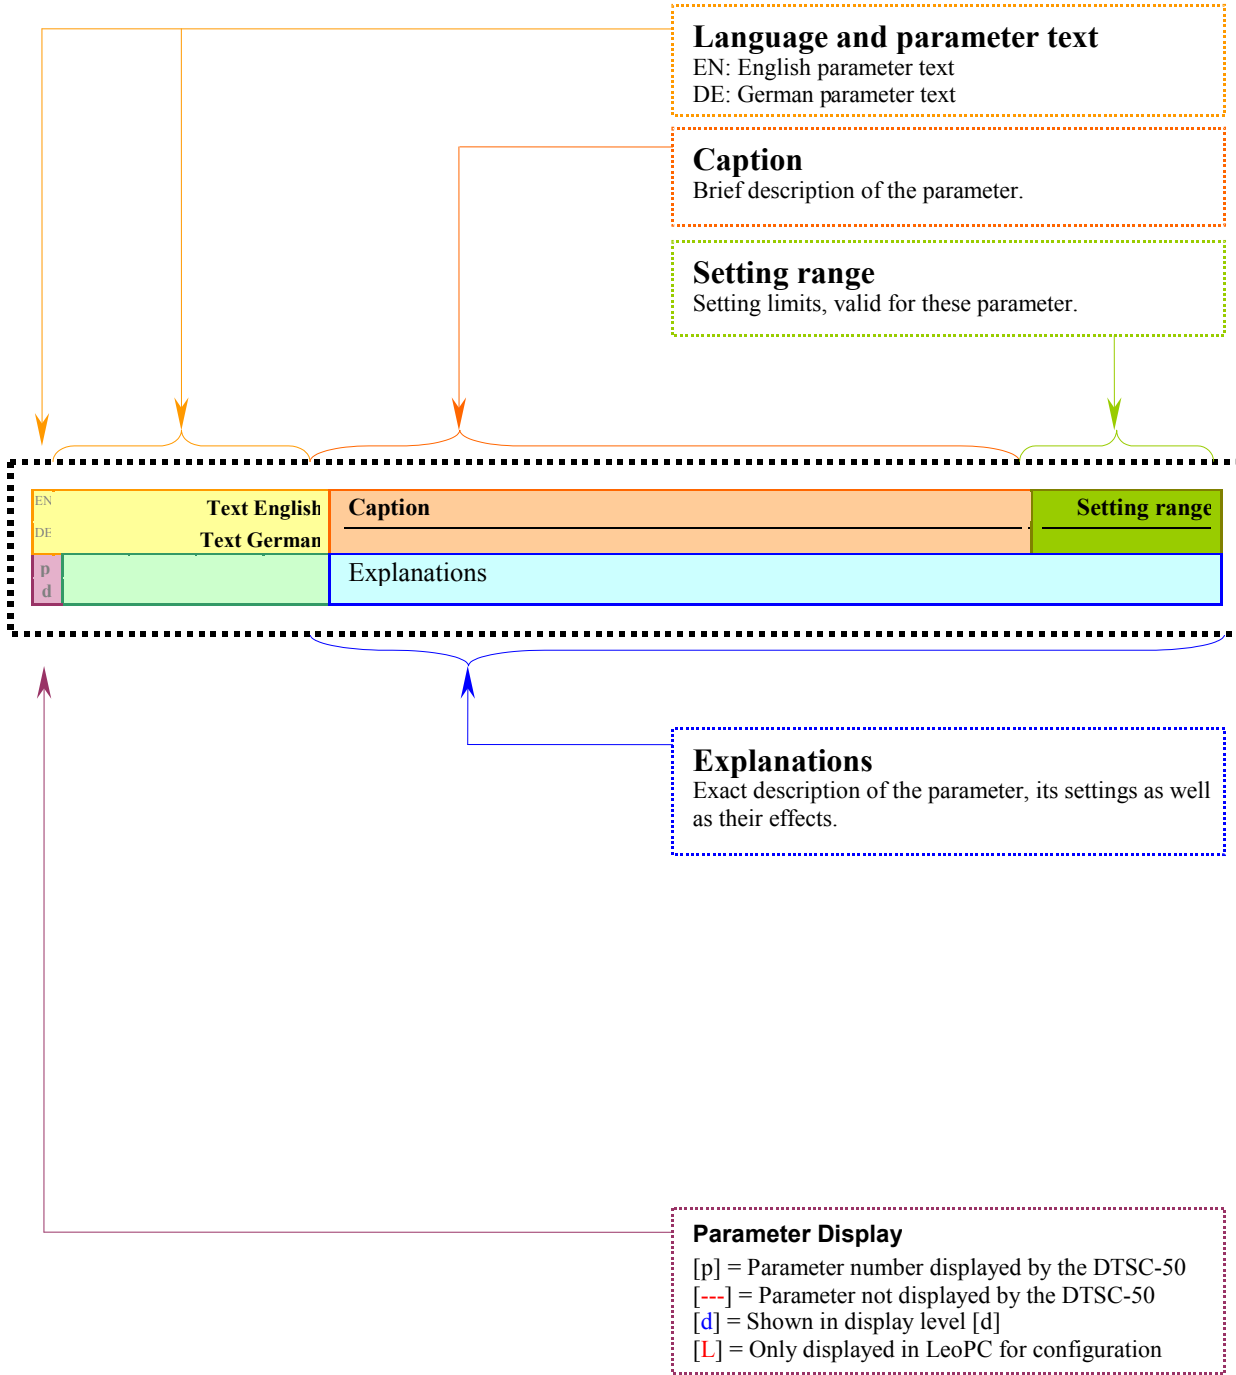 Language and parameter text
EN: English parameter text
DE: German parameter text
Caption
Brief description of the parameter.
Setting range
Setting limits, valid for these parameter.
EN
Text English
Caption
Setting range
DE
Text German
p
Explanations
d
Explanations
Exact description of the parameter, its settings as well
as their effects.
Parameter Display
[p] = Parameter number displayed by the DTSC-50
[---] = Parameter not displayed by the DTSC-50
[d] = Shown in display level [d]
[L] = Only displayed in LeoPC for configuration